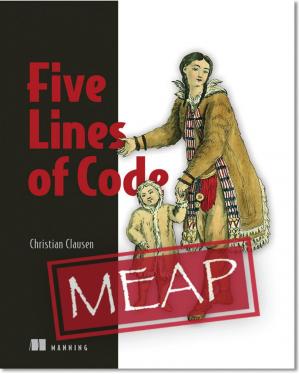 Five
Lines
of Code
Christian Clausen
MEAP
MANNING